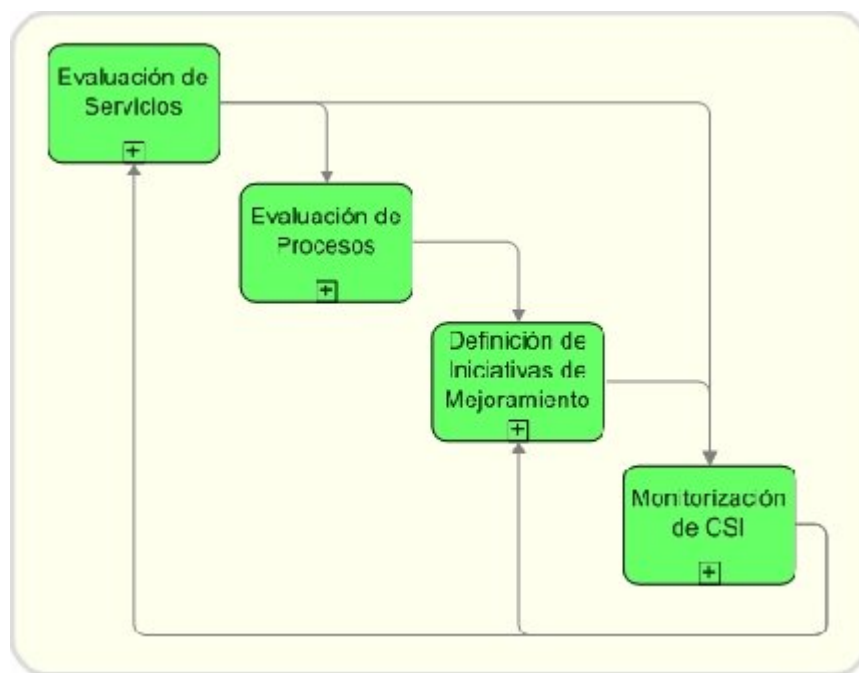 Evaluación de
Servicios
Evaluación de
Procesos
Definición de
Iniciativas de
Mejoramiento
Monitorización
de CSI